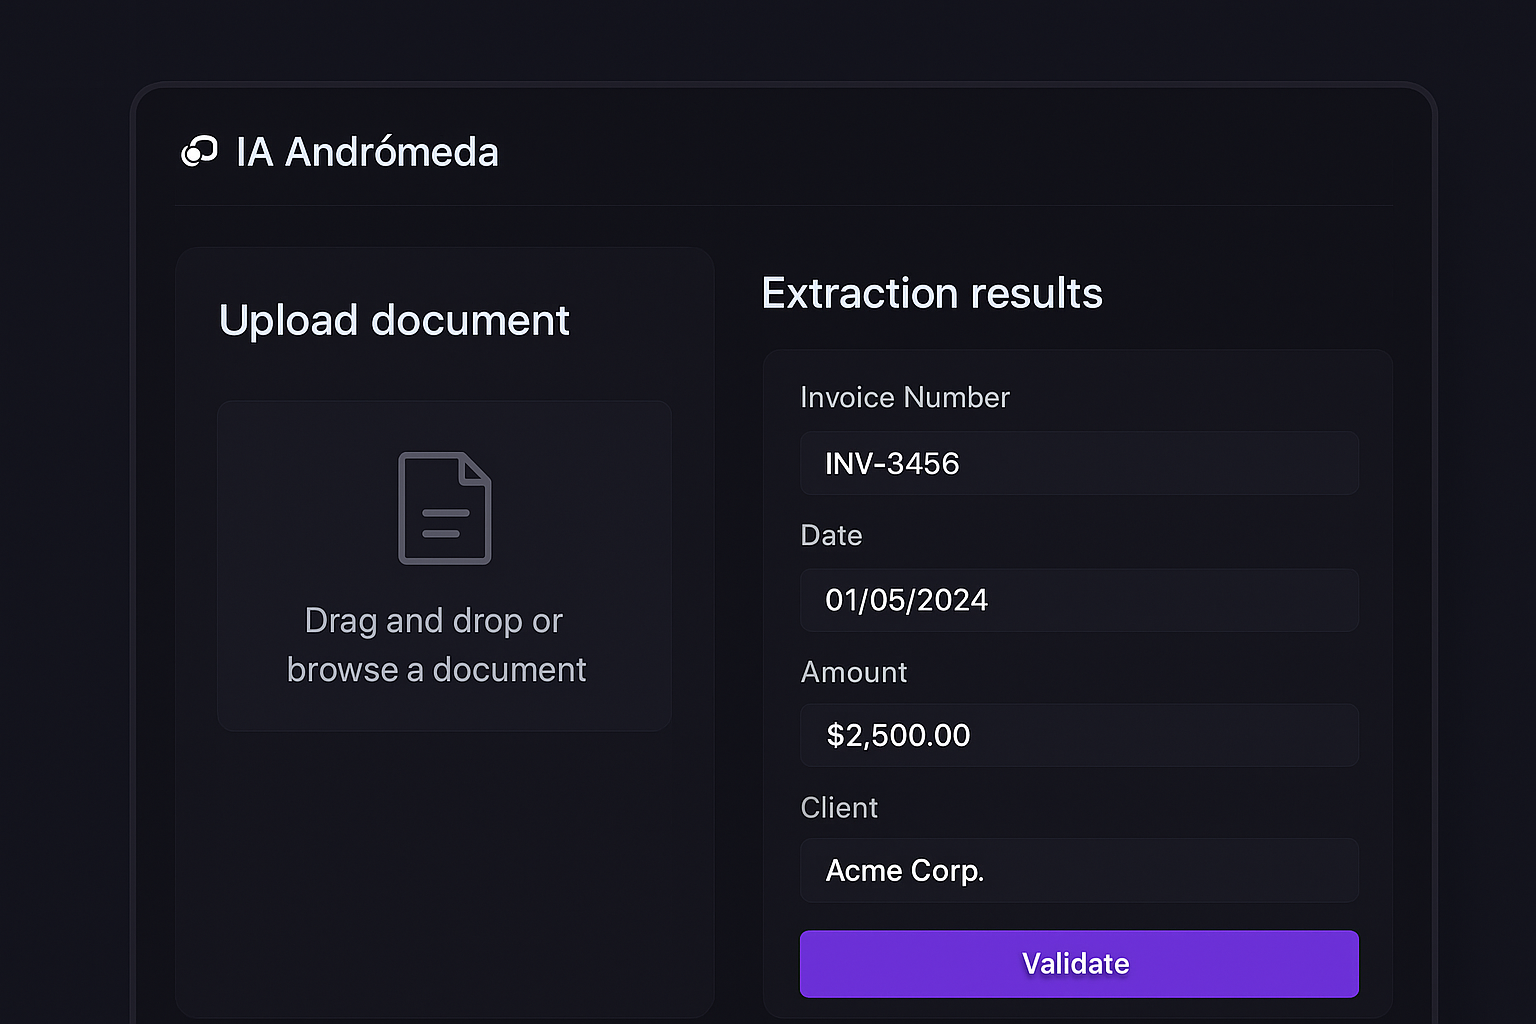 IA Andrómeda
Upload document
Drag and drop or
browse a document
Extraction results
Invoice Number
INV-3456
Date
01/05/2024
Amount
$2,500.00
Client
Acme Corp.
Validate